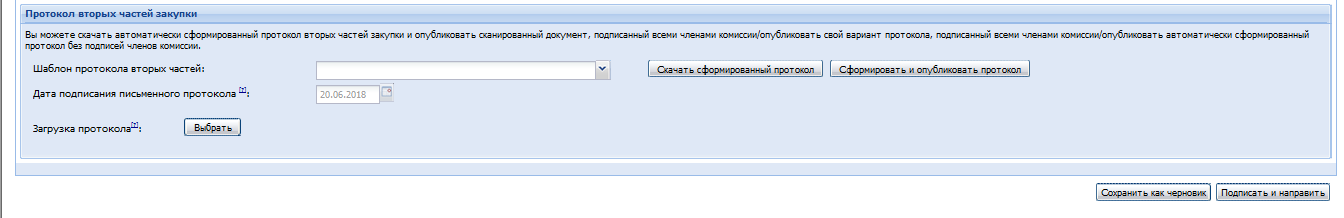 Протокол вторых частей закупки
Вы можете скачать автоматически сформированный протокол вторых частей закупки и опубликовать сканированный документ, подписанный всеми членами комиссии/опубликовать свой вариант протокола, подписанный всеми членами комиссии/опубликовать автоматически сформированный
протокол без подписей членов комиссии.
Шаблон протокола вторых частей: Скачать сформированный протокол Сформировать и опубликовать протокол
Дата подписания письменного протокола [?]: 20.06.2018
Загрузка протокола[?]: Выбрать
Сохранить как черновик Подписать и направить